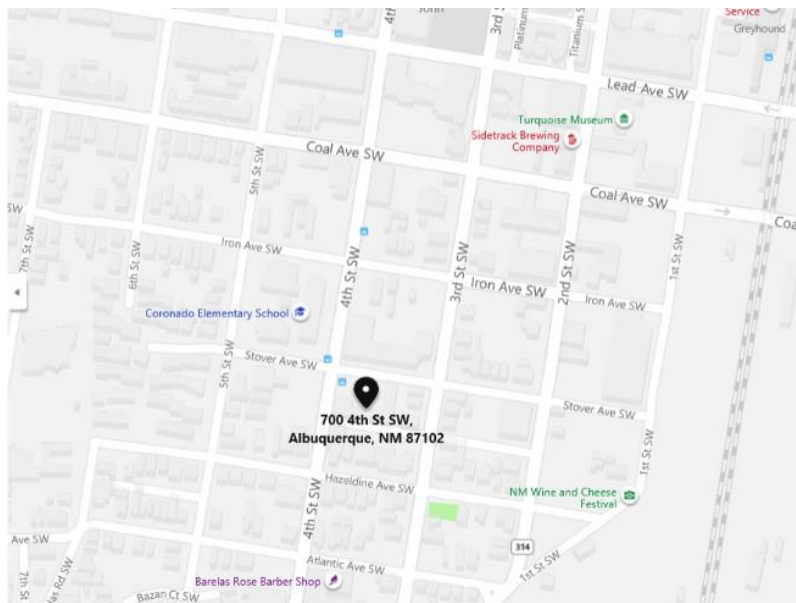 Service
Greyhound
John
4th
3rd S
Platinum
Titanium S
Lead Ave SW
Turquoise Museum
Sidetrack Brewing
Company
Coal Ave SW
5th St SW
Coal Ave SW
Coa
SW
7th St SW
6th St SW
Iron Ave SW
4th St SW
3rd St SW
2nd St SW
1st St SW
Iron Ave SW
Iron Ave SW
Coronado Elementary School
Stover Ave SW
5th St SW
700 4th St SW,
Albuquerque, NM 87102
Stover Ave SW
1st St SW
Hazeldine Ave SW
NM Wine and Cheese
Festival
4th St SW
Ave SW
314
Atlantic Ave SW
1st St SW
7th St
las Rd SW
Barelas Rose Barber Shop
Bazan Ct SW